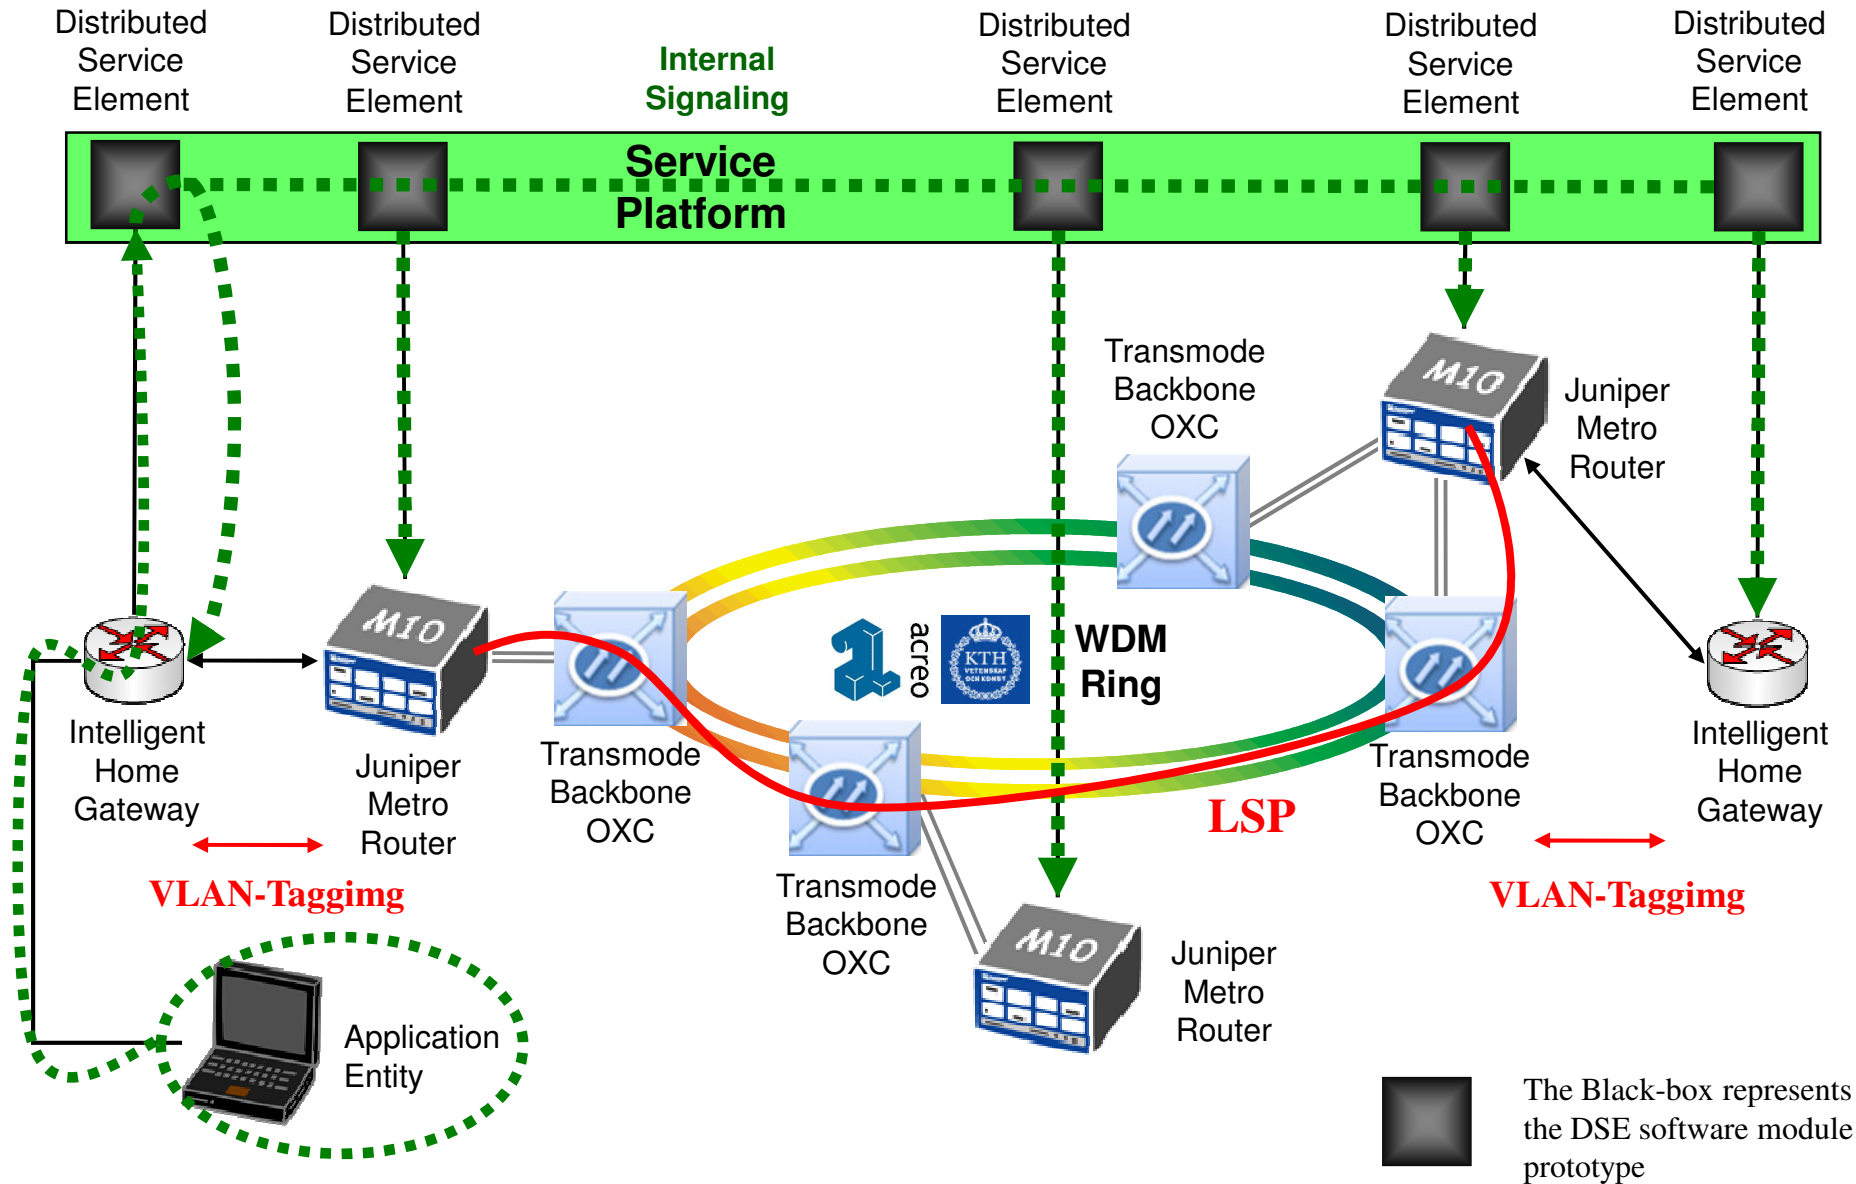 Distributed
Service
Element
Distributed
Service
Element
Internal
Signaling
Distributed
Service
Element
Distributed
Service
Element
Distributed
Service
Element
Service
Platform
Transmode
Backbone
OXC
M10
Juniper
Metro
Router
M10
acreo
KTH
VETENSKAP
OCH KONST
WDM
Ring
Intelligent
Home
Gateway
Juniper
Metro
Router
Transmode
Backbone
OXC
LSP
Transmode
Backbone
OXC
Intelligent
Home
Gateway
VLAN-Taggimg
VLAN-Taggimg
Transmode
Backbone
OXC
M10
Juniper
Metro
Router
Application
Entity
The Black-box represents
the DSE software module
prototype